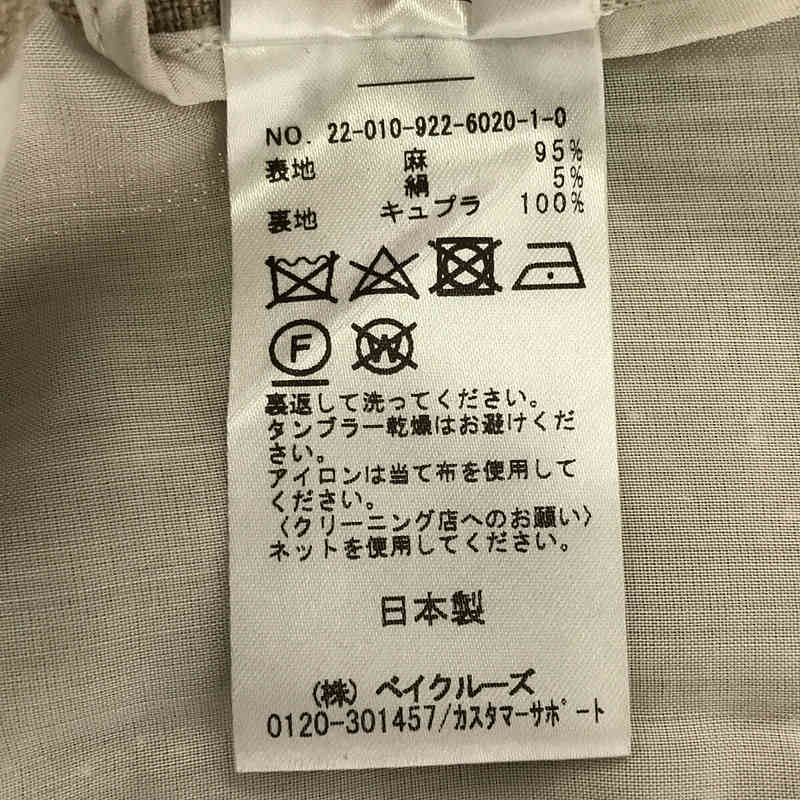 NO. 22-010-922-6020-1-0
表地 麻 95%
絹 5%
裏地 キュプラ 100%
F W
裏返して洗ってください。
タンブラー乾燥はお避けくだ
さい。
アイロンは当て布を使用して
ください。
〈クリーニング店へのお願い〉
ネットを使用してください。
日本製
(株) ベイクルーズ
0120-301457/カスタマーサポート